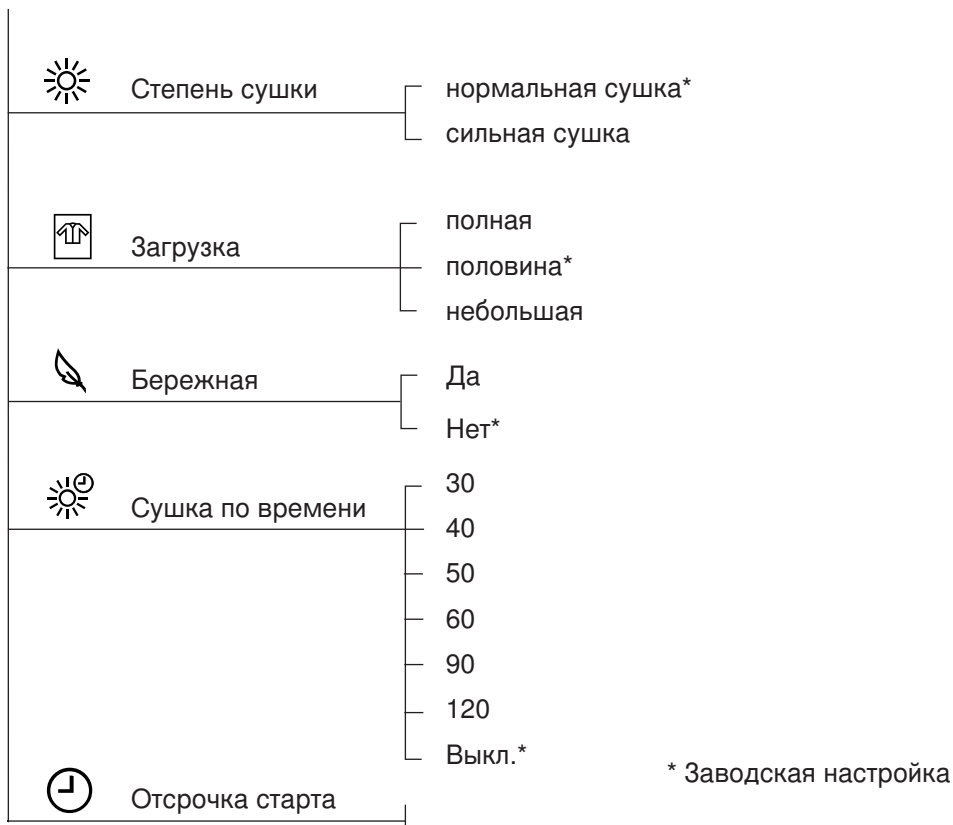 Степень сушки
нормальная сушка*
сильная сушка
Загрузка
полная
половина*
небольшая
Бережная
Да
Нет*
Сушка по времени
30
40
50
60
90
120
Выкл.*
* Заводская настройка
Отсрочка старта